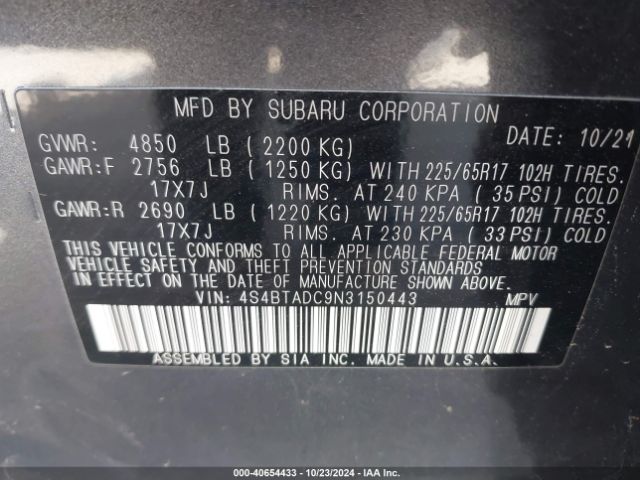 MFD BY SUBARU CORPORATION
GVWR: 4850 LB ( 2200 KG) DATE: 10/21
GAWR:F 2756 LB ( 1250 KG) WITH 225/65R17 102H TIRES.
17X7J RIMS. AT 240 KPA ( 35 PSI) COLD
GAWR:R 2690 LB ( 1220 KG) WITH 225/65R17 102H TIRES.
17X7J RIMS. AT 230 KPA ( 33 PSI) COLD
THIS VEHICLE CONFORMS TO ALL APPLICABLE FEDERAL MOTOR
VEHICLE SAFETY AND THEFT PREVENTION STANDARDS IN
EFFECT ON THE DATE OF MANUFACTURE SHOWN ABOVE.
VIN: 4S4BTADC9N3150443 MPV
ASSEMBLED BY SIA INC. MADE IN U.S.A.
000-40654433 - 10/23/2024 - IAA Inc.